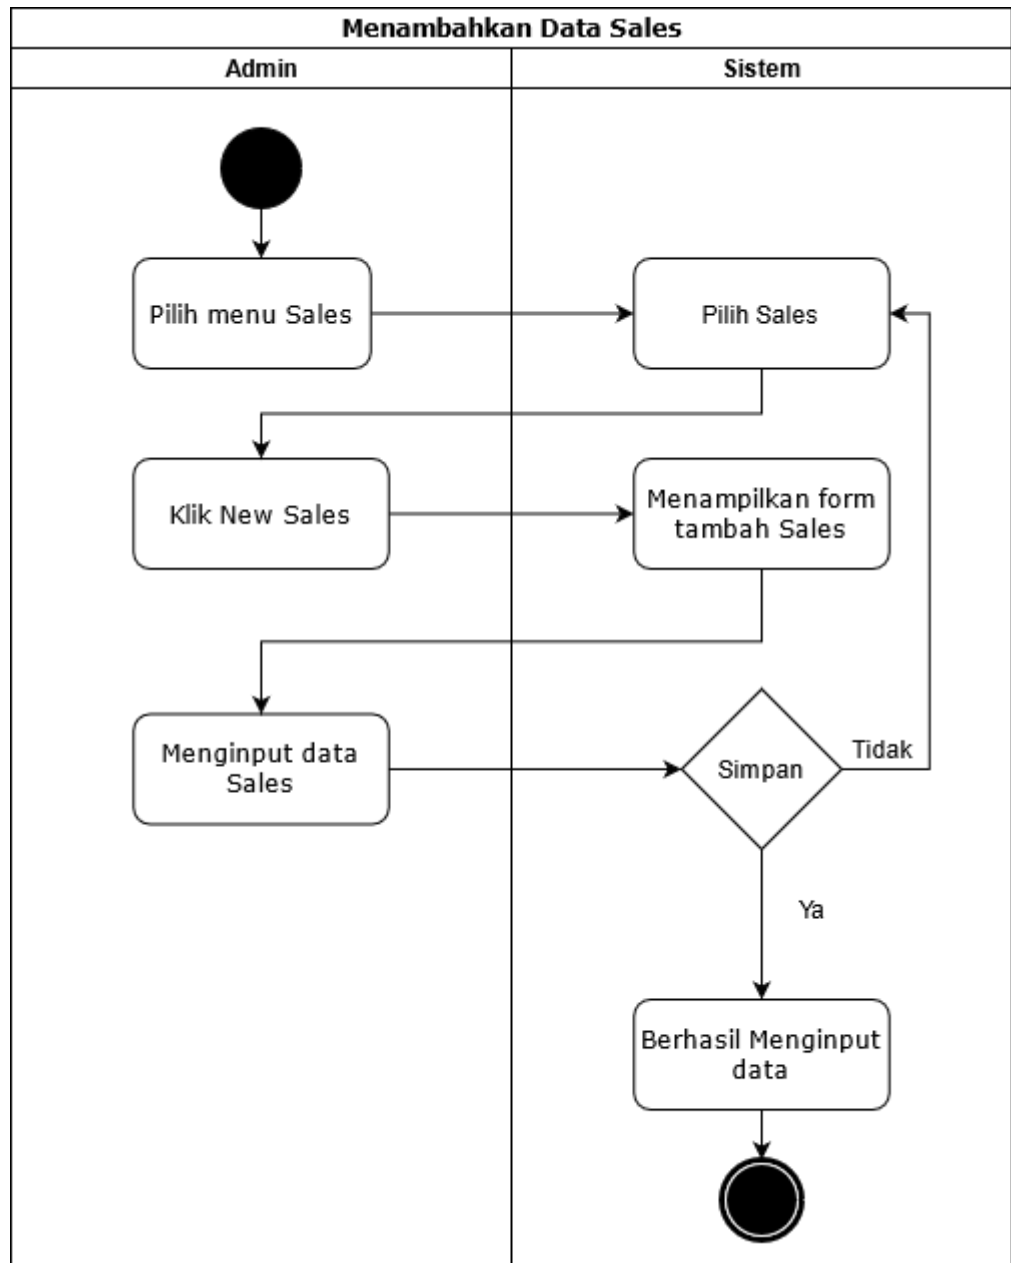 Menambahkan Data Sales
Admin
Sistem
Pilih menu Sales
Pilih Sales
Klik New Sales
Menampilkan form
tambah Sales
Menginput data
Sales
Simpan
Tidak
Ya
Berhasil Menginput
data